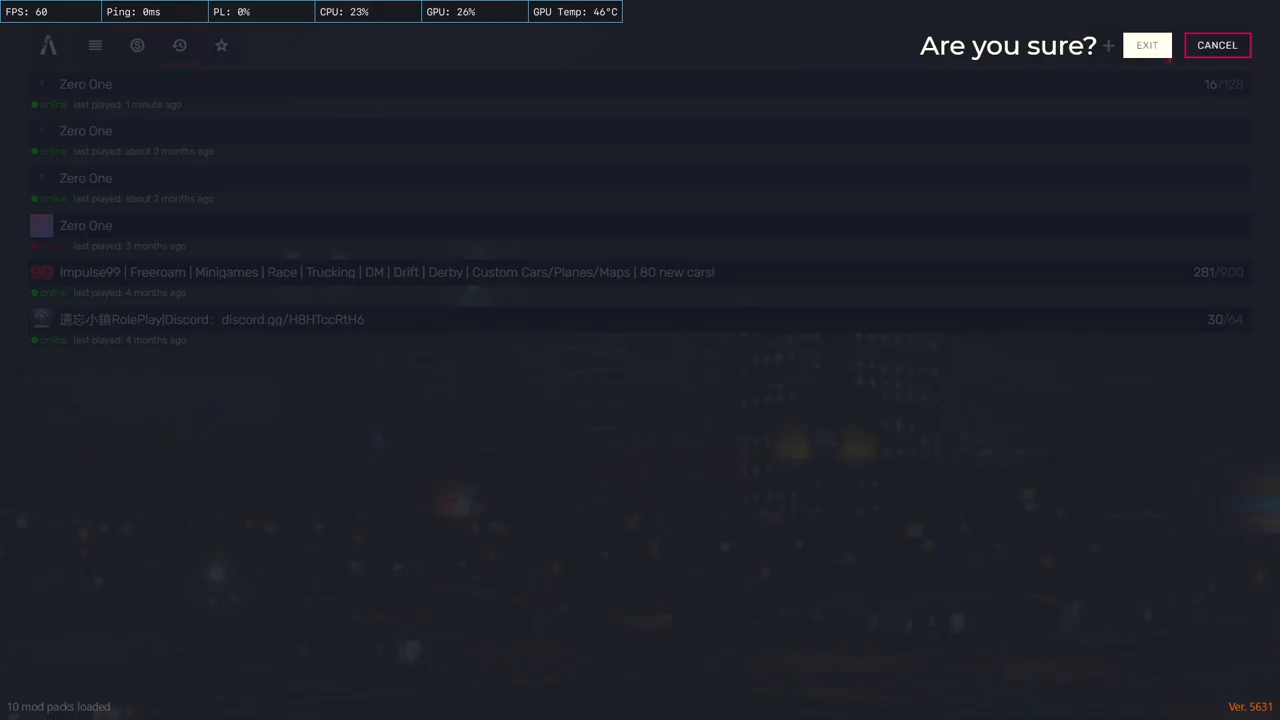 FPS: 60 Ping: 0ms PL: 0% CPU: 23% GPU: 26% GPU Temp: 46°C
Are you sure? EXIT CANCEL
Zero One 16/128
online last played: 1 minute ago
Zero One
online last played: about 2 months ago
Zero One
online last played: about 2 months ago
Zero One
last played: 3 months ago
Impulse99 | Freeroam | Minigames | Race | Trucking | DM | Drift | Derby | Custom Cars/Planes/Maps | 80 new cars! 281/900
online last played: 4 months ago
遺忘小鎮RolePlay|Discord：discord.gg/H8HTccRtH6 30/64
online last played: 4 months ago
10 mod packs loaded
Ver. 5631